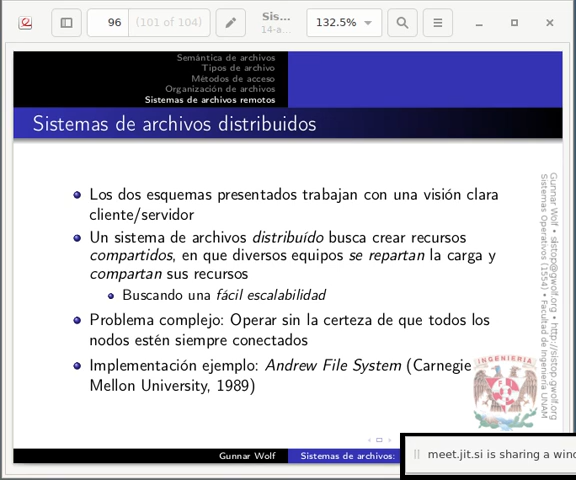 96
(101 of 104)
Sis...
14-a...
132.5%
Semántica de archivos
Tipos de archivo
Métodos de acceso
Organización de archivos
Sistemas de archivos remotos
Sistemas de archivos distribuidos
Los dos esquemas presentados trabajan con una visión clara
cliente/servidor
Un sistema de archivos distribuído busca crear recursos
compartidos, en que diversos equipos se repartan la carga y
compartan sus recursos
Buscando una fácil escalabilidad
Problema complejo: Operar sin la certeza de que todos los
nodos estén siempre conectados
Implementación ejemplo: Andrew File System (Carnegie
Mellon University, 1989)
Gunnar Wolf • sistop@gwolf.org • http://sistop.gwolf.org
Sistemas Operativos (1554) • Facultad de Ingeniería UNAM
INGENIERIA
Gunnar Wolf
Sistemas de archivos:
meet.jit.si is sharing a wind